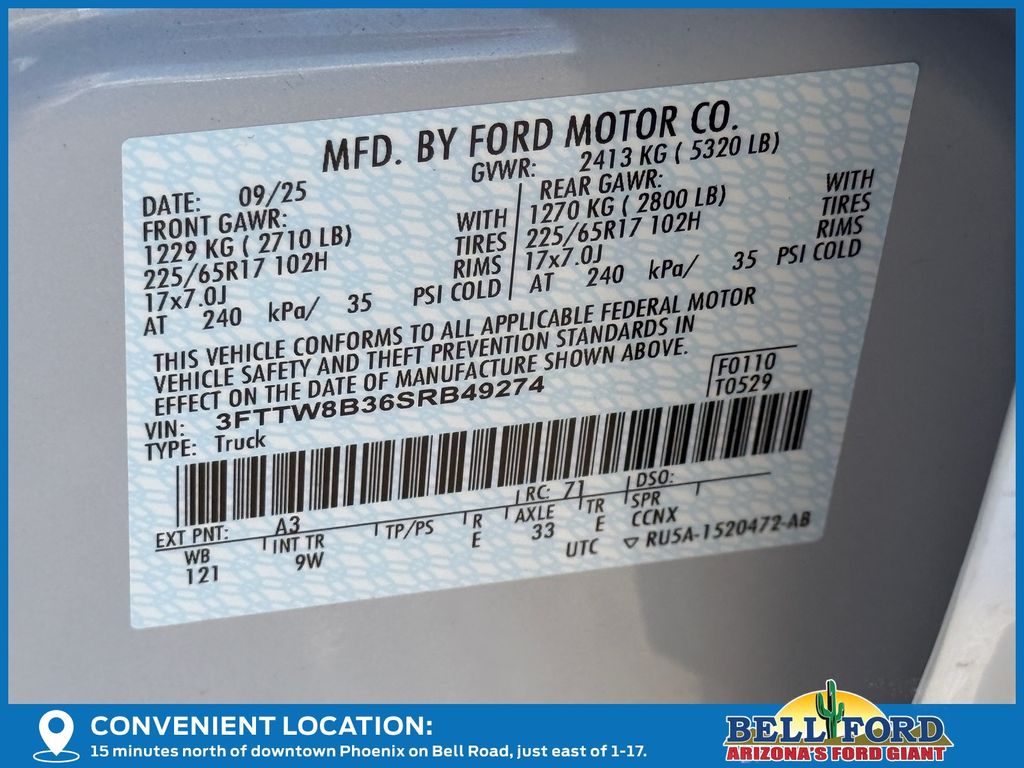 MFD. BY FORD MOTOR CO.
DATE: 09/25 GVWR: 2413 KG ( 5320 LB)
FRONT GAWR: REAR GAWR:
1229 KG ( 2710 LB) WITH 1270 KG ( 2800 LB) WITH
225/65R17 102H TIRES 225/65R17 102H TIRES
17x7.0J RIMS 17x7.0J RIMS
AT 240 kPa/ 35 PSI COLD AT 240 kPa/ 35 PSI COLD
THIS VEHICLE CONFORMS TO ALL APPLICABLE FEDERAL MOTOR
VEHICLE SAFETY AND THEFT PREVENTION STANDARDS IN
EFFECT ON THE DATE OF MANUFACTURE SHOWN ABOVE.
VIN: 3FTTW8B36SRB49274 F0110
TYPE: Truck T0529
EXT PNT: A3 RC: 71 DSO:
WB INT TR TP/PS R AXLE TR SPR
121 9W E 33 E CCNX
UTC ▽ RU5A-1520472-AB
CONVENIENT LOCATION:
15 minutes north of downtown Phoenix on Bell Road, just east of 1-17.
BELL FORD
ARIZONA'S FORD GIANT